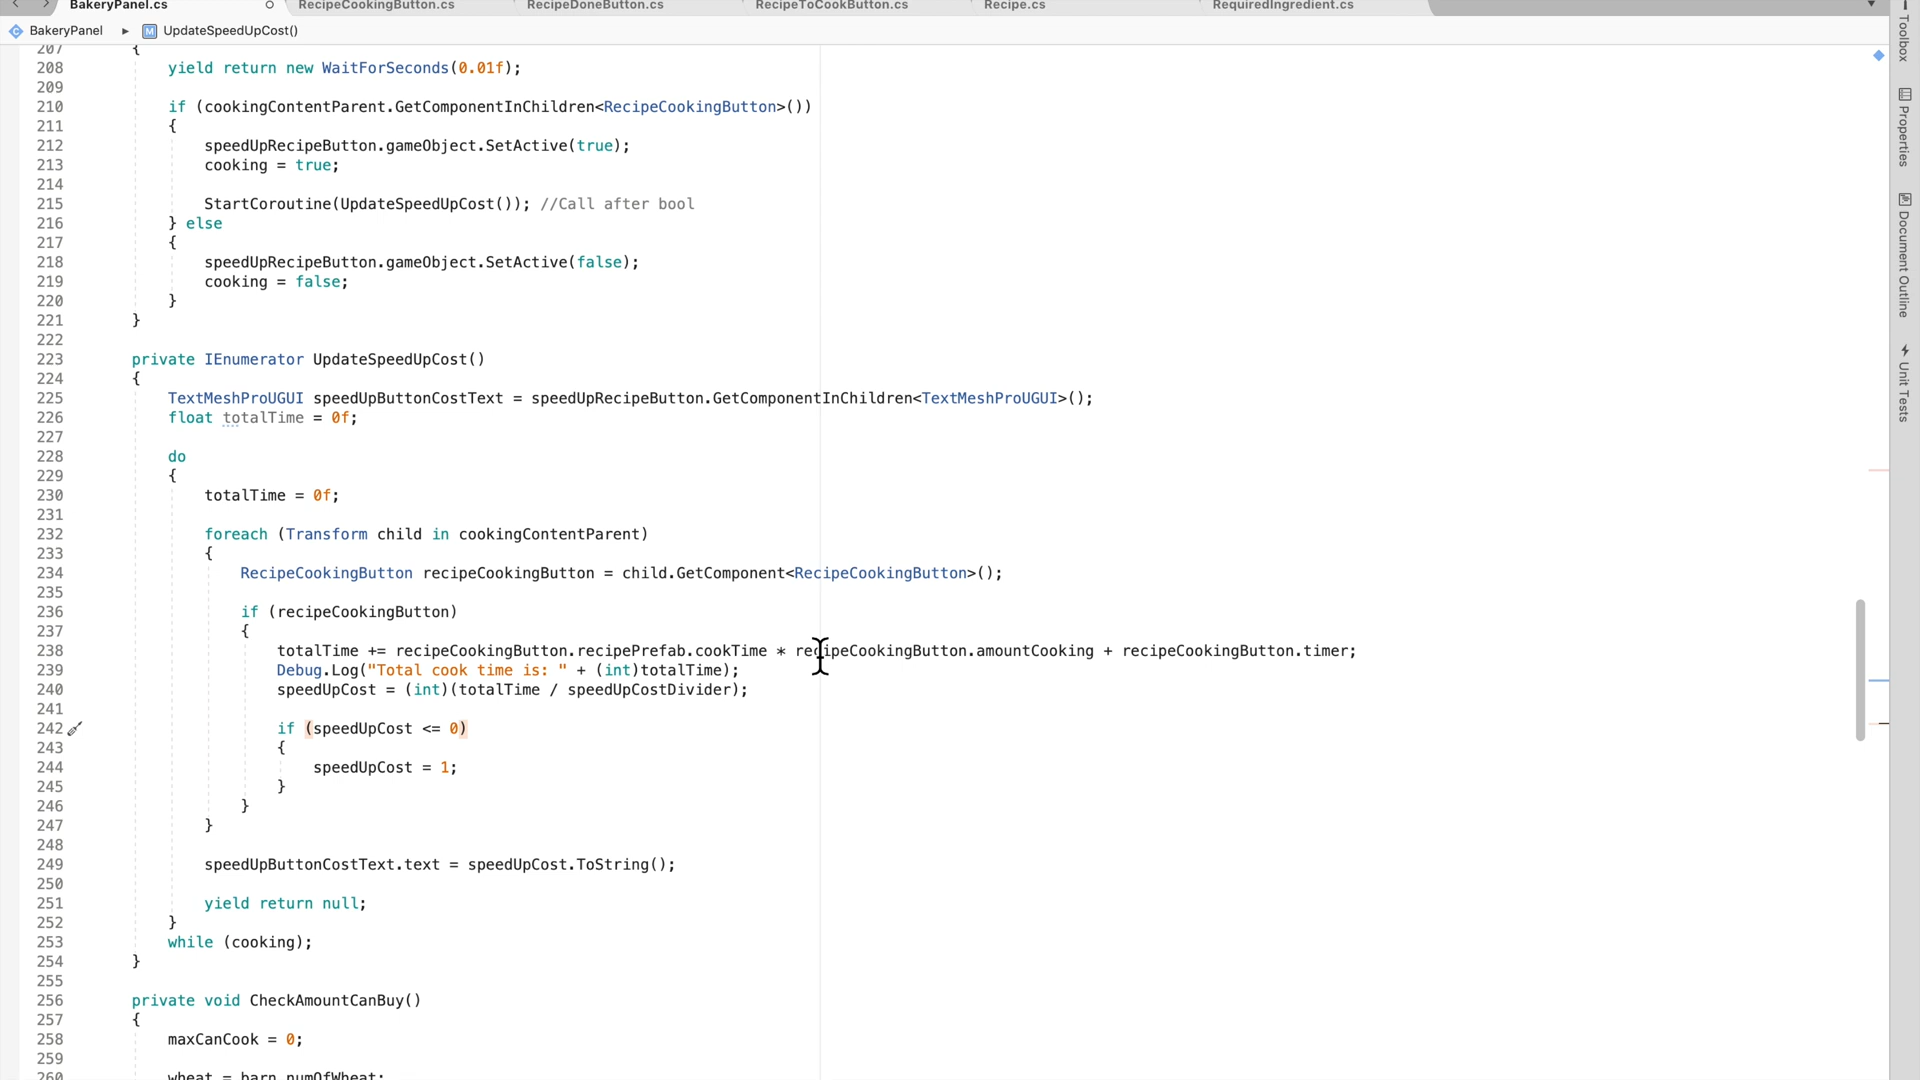 BakeryPanel.cs RecipeCookingButton.cs RecipeDoneButton.cs RecipeToCookButton.cs Recipe.cs RequiredIngredient.cs
BakeryPanel ▸ M UpdateSpeedUpCost()
207 {
208 yield return new WaitForSeconds(0.01f);
209
210 if (cookingContentParent.GetComponentInChildren<RecipeCookingButton>())
211 {
212 speedUpRecipeButton.gameObject.SetActive(true);
213 cooking = true;
214
215 StartCoroutine(UpdateSpeedUpCost()); //Call after bool
216 } else
217 {
218 speedUpRecipeButton.gameObject.SetActive(false);
219 cooking = false;
220 }
221 }
222
223 private IEnumerator UpdateSpeedUpCost()
224 {
225 TextMeshProUGUI speedUpButtonCostText = speedUpRecipeButton.GetComponentInChildren<TextMeshProUGUI>();
226 float totalTime = 0f;
227
228 do
229 {
230 totalTime = 0f;
231
232 foreach (Transform child in cookingContentParent)
233 {
234 RecipeCookingButton recipeCookingButton = child.GetComponent<RecipeCookingButton>();
235
236 if (recipeCookingButton)
237 {
238 totalTime += recipeCookingButton.recipePrefab.cookTime * recipeCookingButton.amountCooking + recipeCookingButton.timer;
239 Debug.Log("Total cook time is: " + (int)totalTime);
240 speedUpCost = (int)(totalTime / speedUpCostDivider);
241
242 if (speedUpCost <= 0)
243 {
244 speedUpCost = 1;
245 }
246 }
247 }
248
249 speedUpButtonCostText.text = speedUpCost.ToString();
250
251 yield return null;
252 }
253 while (cooking);
254 }
255
256 private void CheckAmountCanBuy()
257 {
258 maxCanCook = 0;
259
260 wheat = barn.numOfWheat;
Toolbox
Properties
Document Outline
Unit Tests